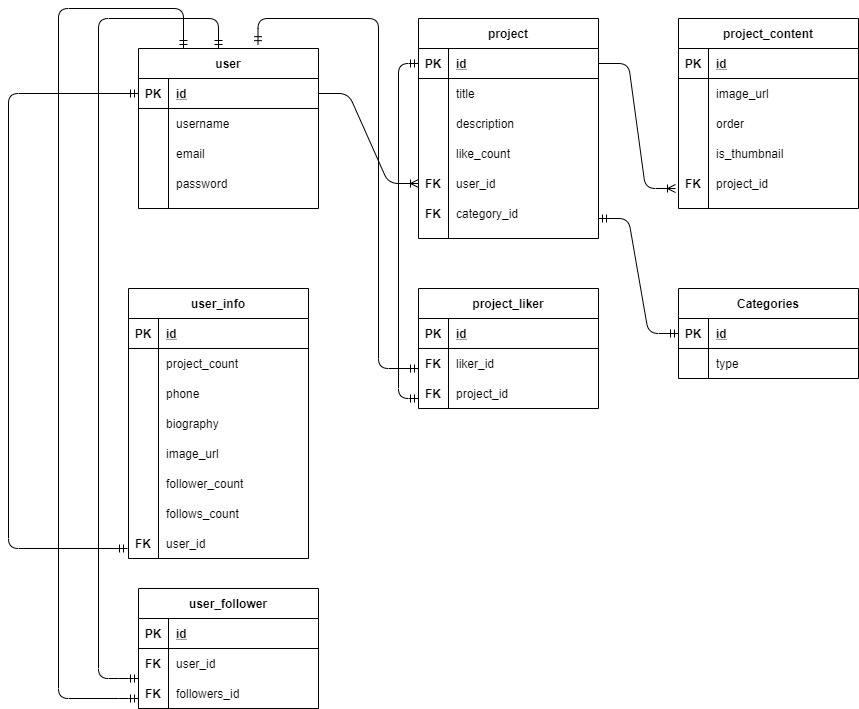 user
PK id
username
email
password
project
PK id
title
description
like_count
FK user_id
FK category_id
project_content
PK id
image_url
order
is_thumbnail
FK project_id
user_info
PK id
project_count
phone
biography
image_url
follower_count
follows_count
FK user_id
project_liker
PK id
FK liker_id
FK project_id
Categories
PK id
type
user_follower
PK id
FK user_id
FK followers_id